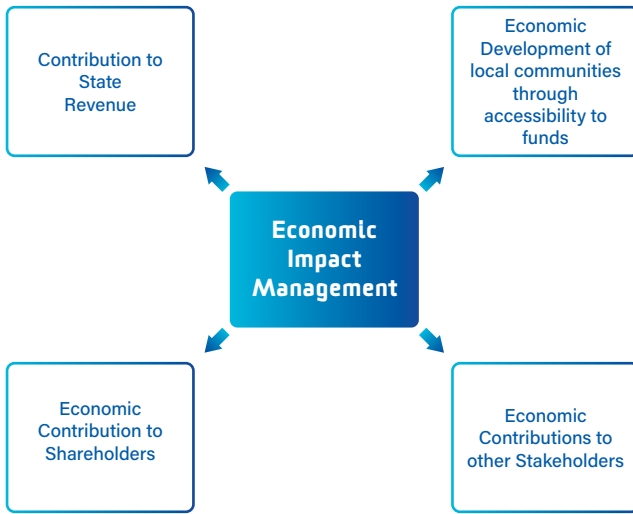 Contribution to
State
Revenue
Economic
Development of
local communities
through
accessibility to
funds
Economic
Impact
Management
Economic
Contribution to
Shareholders
Economic
Contributions to
other Stakeholders